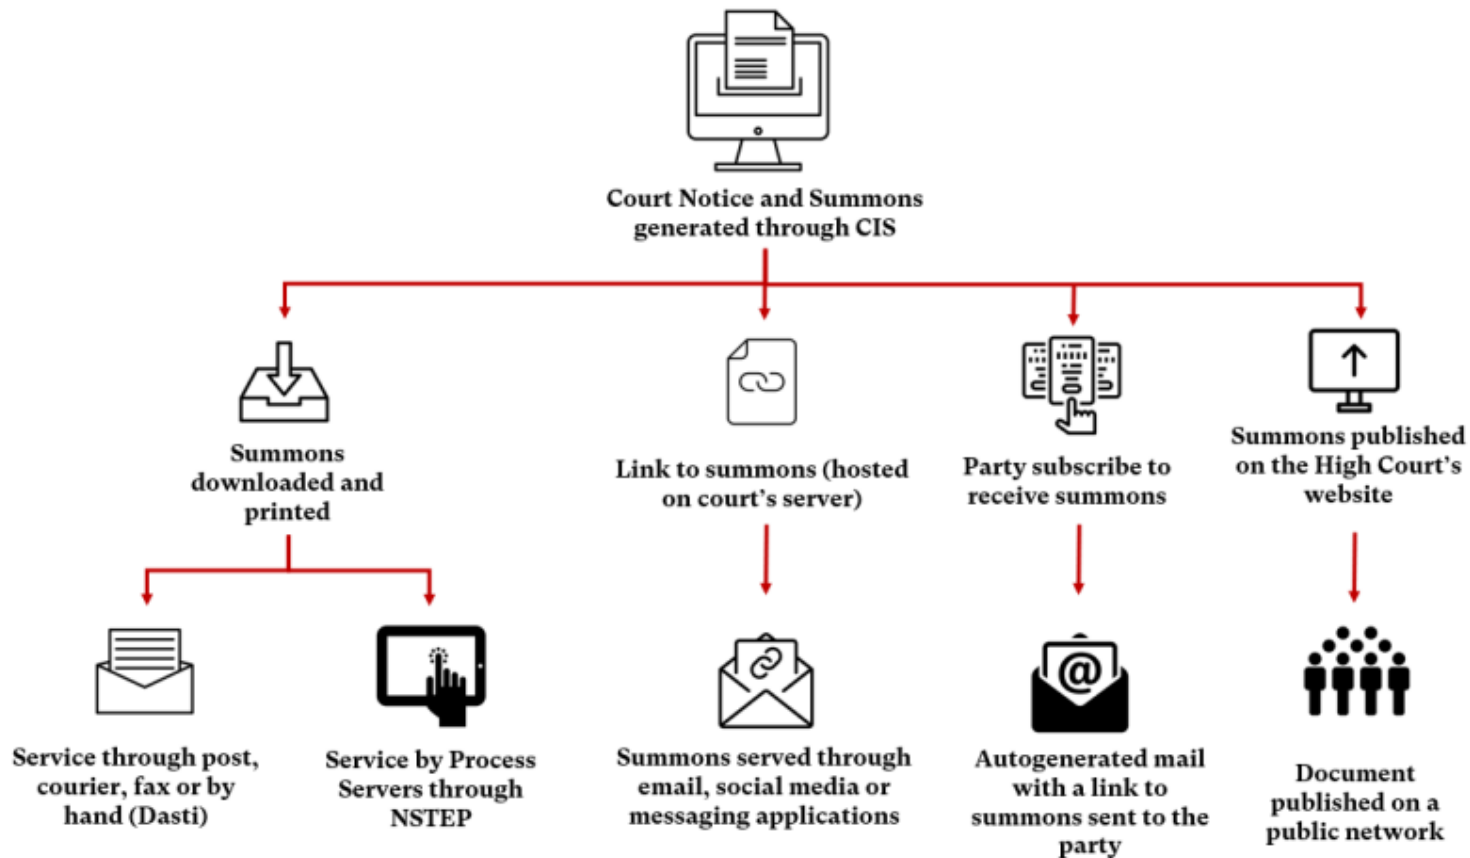 Court Notice and Summons
generated through CIS
Summons
downloaded and
printed
Link to summons (hosted
on court's server)
Party subscribe to
receive summons
Summons published
on the High Court's
website
Service through post,
courier, fax or by
hand (Dasti)
Service by Process
Servers through
NSTEP
Summons served through
email, social media or
messaging applications
@
Autogenerated mail
with a link to
summons sent to the
party
Document
published on a
public network